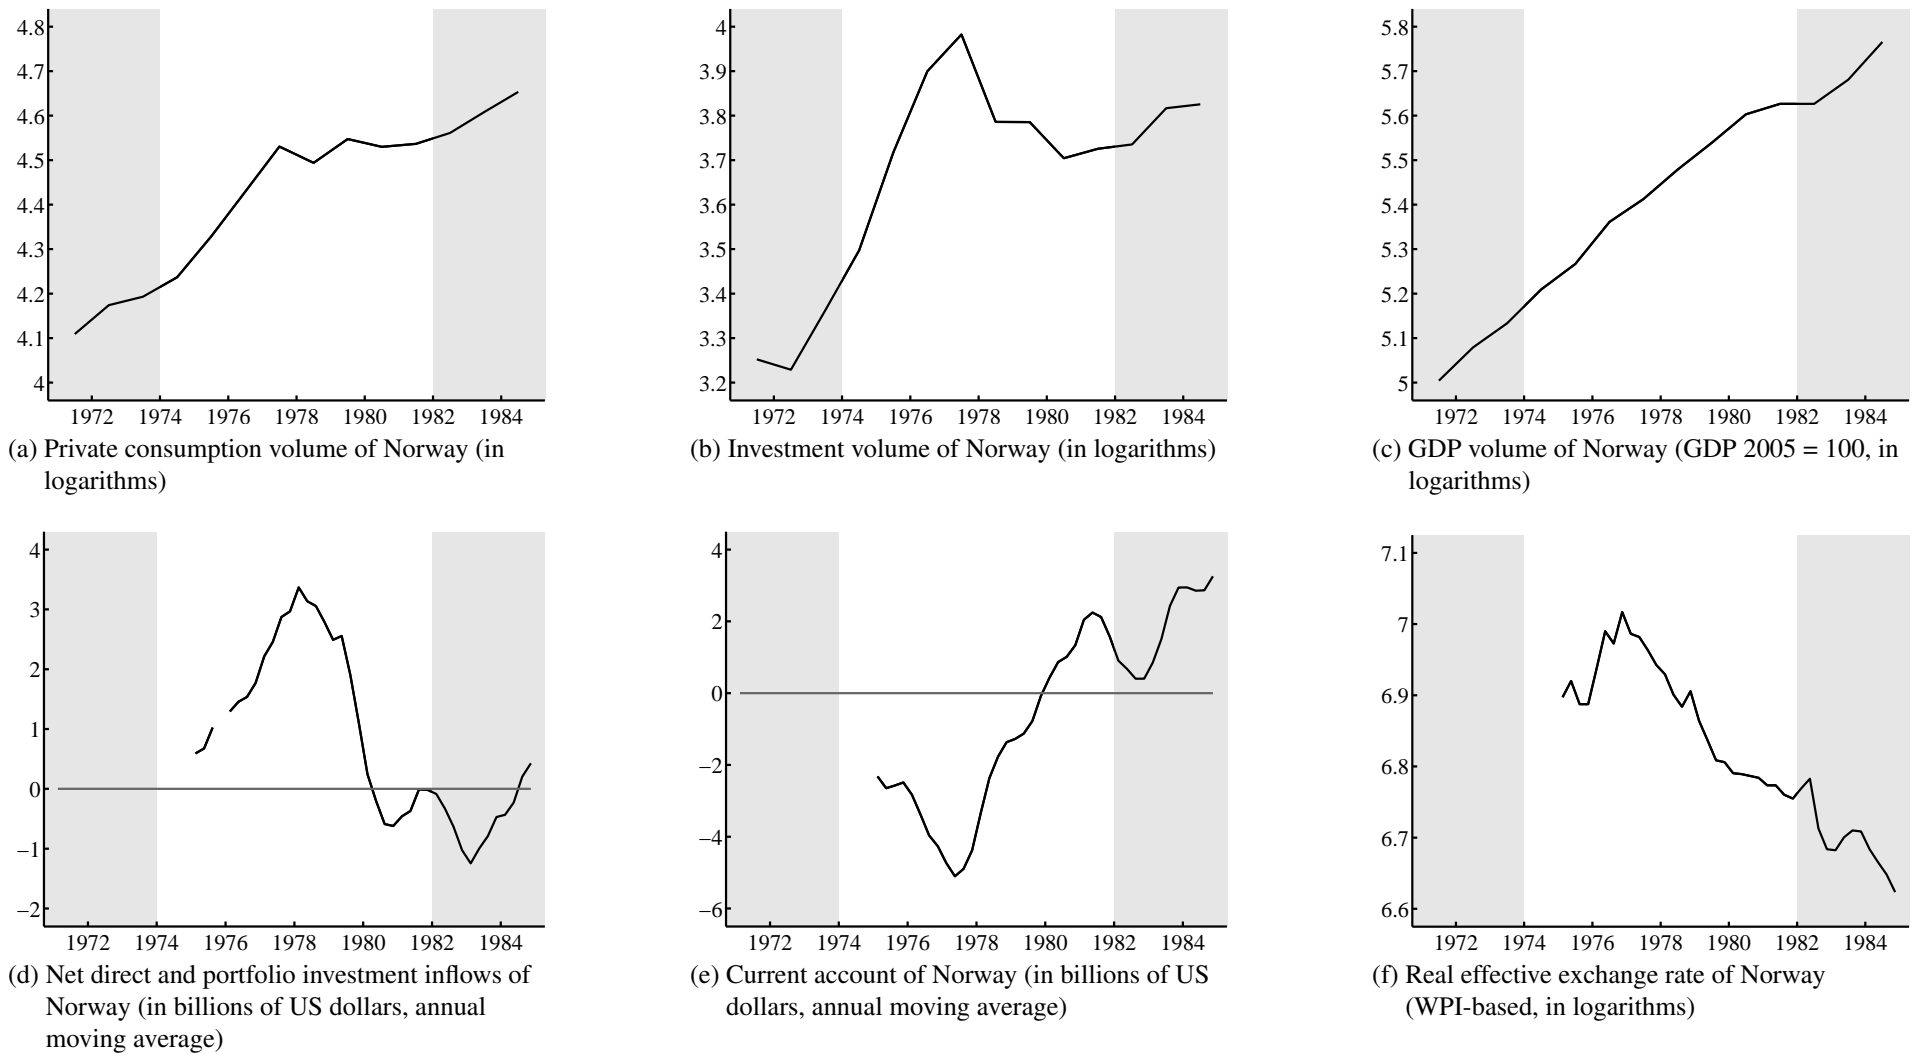 4.8
4.7
4.6
4.5
4.4
4.3
4.2
4.1
4
1972 1974 1976 1978 1980 1982 1984
(a) Private consumption volume of Norway (in
logarithms)
4
3.9
3.8
3.7
3.6
3.5
3.4
3.3
3.2
1972 1974 1976 1978 1980 1982 1984
(b) Investment volume of Norway (in logarithms)
5.8
5.7
5.6
5.5
5.4
5.3
5.2
5.1
5
1972 1974 1976 1978 1980 1982 1984
(c) GDP volume of Norway (GDP 2005 = 100, in
logarithms)
4
3
2
1
0
−1
−2
1972 1974 1976 1978 1980 1982 1984
(d) Net direct and portfolio investment inflows of
Norway (in billions of US dollars, annual
moving average)
4
2
0
−2
−4
−6
1972 1974 1976 1978 1980 1982 1984
(e) Current account of Norway (in billions of US
dollars, annual moving average)
7.1
7
6.9
6.8
6.7
6.6
1972 1974 1976 1978 1980 1982 1984
(f) Real effective exchange rate of Norway
(WPI-based, in logarithms)